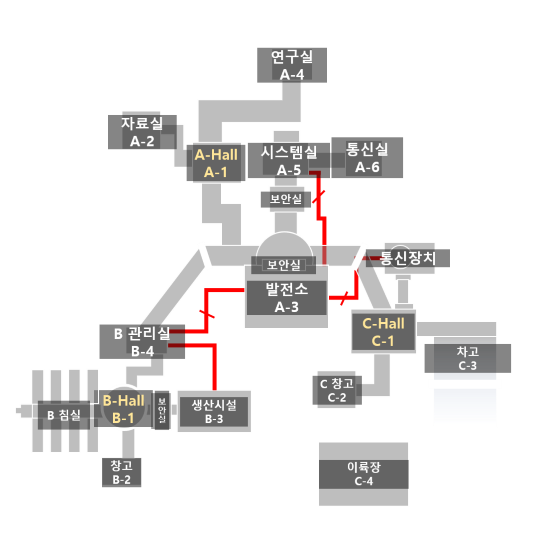 연구실
A-4
자료실
A-2
A-Hall
A-1
시스템실
A-5
통신실
A-6
보안실
보안실
통신장치
발전소
A-3
B 관리실
B-4
C-Hall
C-1
차고
C-3
C 창고
C-2
B 침실
B-Hall
B-1
보안실
생산시설
B-3
창고
B-2
이륙장
C-4